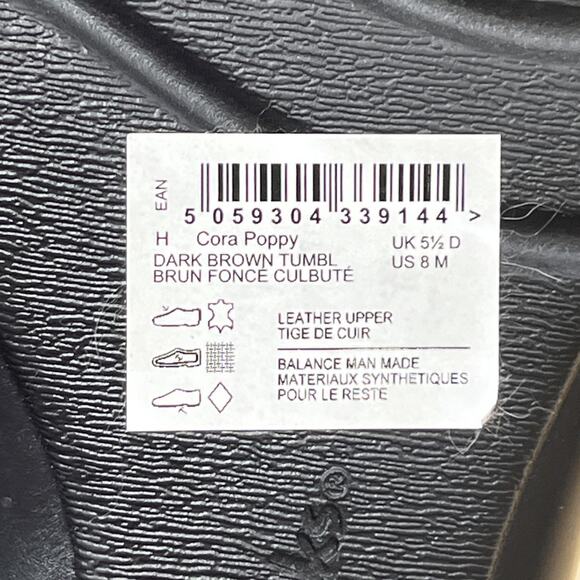 EAN
5 059304 339144 >
H Cora Poppy UK 5½ D
DARK BROWN TUMBL US 8 M
BRUN FONCE CULBUTÉ
LEATHER UPPER
TIGE DE CUIR
BALANCE MAN MADE
MATERIAUX SYNTHETIQUES
POUR LE RESTE